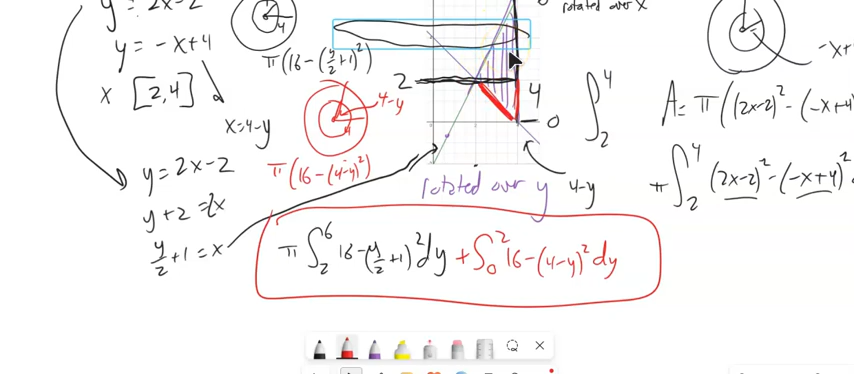 y = 2x-2
rotated over x
y = -x+4
π(16-(y/2+1)²)
x [2,4]
4
-x+
2
4
0
∫₂⁴
A = π((2x-2)²-(-x+4)
4-y
4
x=4-y
π(16-(4-y)²)
y=2x-2
rotated over y
4-y
π∫₂⁴ (2x-2)²-(-x+4)²
y+2=2x
y/2+1=x
π∫₂⁶ 16-(y/2+1)² dy + ∫₀² 16-(4-y)² dy